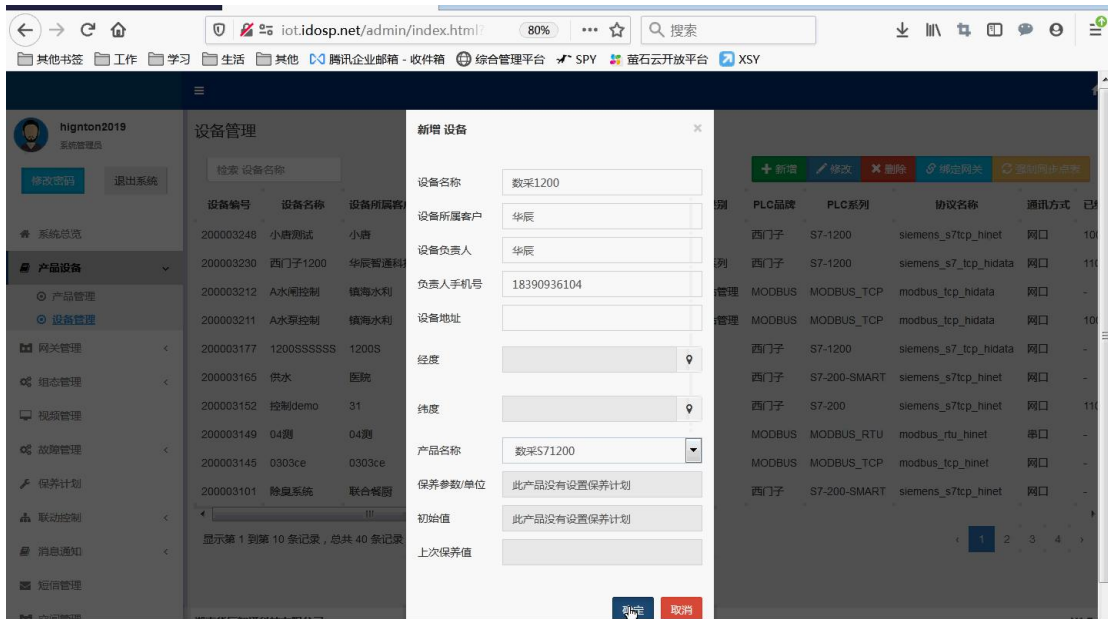 iot.idosp.net/admin/index.html? 80% 搜索
其他书签 工作 学习 生活 其他 腾讯企业邮箱 - 收件箱 综合管理平台 SPY 萤石云开放平台 XSY
hignton2019
系统管理员
修改密码 退出系统
系统总览
产品设备
产品管理
设备管理
网关管理
组态管理
视频管理
故障管理
保养计划
联动控制
消息通知
短信管理
设备管理
检索 设备名称
新增 修改 删除 绑定网关
设备编号 设备名称 设备所属客 别 PLC品牌 PLC系列 协议名称 通讯方式
200003248 小唐测试 小唐 西门子 S7-1200 siemens_s7tcp_hinet 网口 100
200003230 西门子1200 华辰智通科 列 西门子 S7-1200 siemens_s7_tcp_hidata 网口 110
200003212 A水闸控制 镇海水利 管理 MODBUS MODBUS_TCP modbus_tcp_hidata 网口 -
200003211 A水泵控制 镇海水利 管理 MODBUS MODBUS_TCP modbus_tcp_hidata 网口 100
200003177 1200SSSSSS 1200S 西门子 S7-1200 siemens_s7_tcp_hidata 网口 -
200003165 供水 医院 西门子 S7-200-SMART siemens_s7tcp_hinet 网口 -
200003152 控制demo 31 西门子 S7-200 siemens_s7tcp_hinet 网口 110
200003149 04测 04测 MODBUS MODBUS_RTU modbus_rtu_hinet 串口 -
200003145 0303ce 0303ce MODBUS MODBUS_TCP modbus_tcp_hinet 网口 -
200003101 除臭系统 联合餐厨 西门子 S7-200-SMART siemens_s7tcp_hinet 网口 -
显示第 1 到第 10 条记录，总共 40 条记录
‹ 1 2 3 4 ›
新增 设备 ×
设备名称 数采1200
设备所属客户 华辰
设备负责人 华辰
负责人手机号 18390936104
设备地址
经度
纬度
产品名称 数采S71200
保养参数/单位 此产品没有设置保养计划
初始值 此产品没有设置保养计划
上次保养值
确定 取消